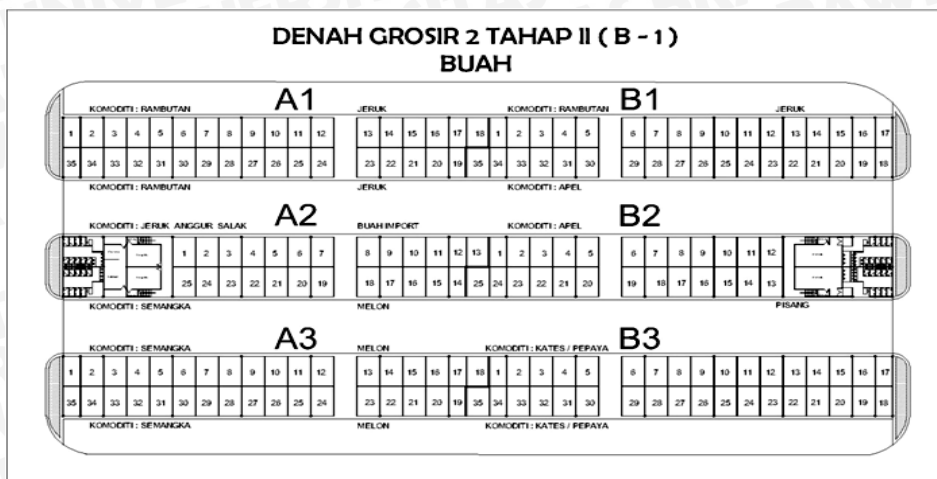 DENAH GROSIR 2 TAHAP II ( B - 1 )
BUAH
A1 B1
KOMODITI : RAMBUTAN JERUK KOMODITI : RAMBUTAN JERUK
1 2 3 4 5 6 7 8 9 10 11 12 13 14 15 16 17 18 1 2 3 4 5 6 7 8 9 10 11 12 13 14 15 16 17
35 34 33 32 31 30 29 28 27 26 25 24 23 22 21 20 19 35 34 33 32 31 30 29 28 27 26 25 24 23 22 21 20 19 18
KOMODITI : RAMBUTAN JERUK KOMODITI : APEL
A2 B2
KOMODITI : JERUK ANGGUR SALAK BUAH IMPORT KOMODITI : APEL
1 2 3 4 5 6 7 8 9 10 11 12 13 1 2 3 4 5 6 7 8 9 10 11 12
25 24 23 22 21 20 19 18 17 16 15 14 25 24 23 22 21 20 19 18 17 16 15 14 13
KOMODITI : SEMANGKA MELON PISANG
A3 B3
KOMODITI : SEMANGKA MELON KOMODITI : KATES / PEPAYA
1 2 3 4 5 6 7 8 9 10 11 12 13 14 15 16 17 18 1 2 3 4 5 6 7 8 9 10 11 12 13 14 15 16 17
35 34 33 32 31 30 29 28 27 26 25 24 23 22 21 20 19 35 34 33 32 31 30 29 28 27 26 25 24 23 22 21 20 19 18
KOMODITI : SEMANGKA MELON KOMODITI : KATES / PEPAYA